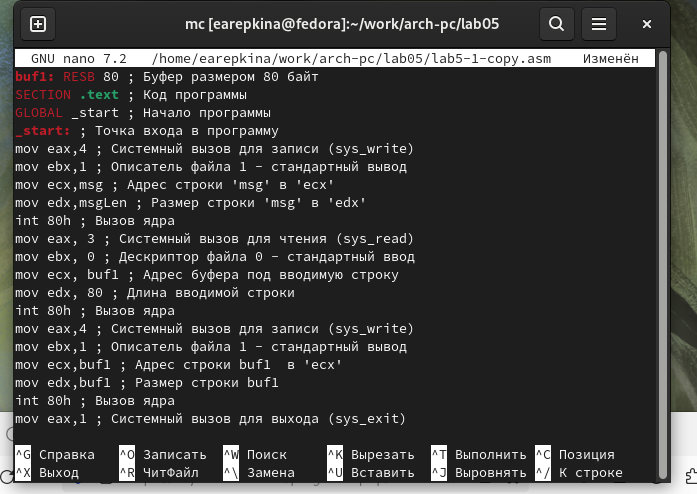 mc [earepkina@fedora]:~/work/arch-pc/lab05
GNU nano 7.2 /home/earepkina/work/arch-pc/lab05/lab5-1-copy.asm Изменён
buf1: RESB 80 ; Буфер размером 80 байт
SECTION .text ; Код программы
GLOBAL _start ; Начало программы
_start: ; Точка входа в программу
mov eax,4 ; Системный вызов для записи (sys_write)
mov ebx,1 ; Описатель файла 1 - стандартный вывод
mov ecx,msg ; Адрес строки 'msg' в 'ecx'
mov edx,msgLen ; Размер строки 'msg' в 'edx'
int 80h ; Вызов ядра
mov eax, 3 ; Системный вызов для чтения (sys_read)
mov ebx, 0 ; Дескриптор файла 0 - стандартный ввод
mov ecx, buf1 ; Адрес буфера под вводимую строку
mov edx, 80 ; Длина вводимой строки
int 80h ; Вызов ядра
mov eax,4 ; Системный вызов для записи (sys_write)
mov ebx,1 ; Описатель файла 1 - стандартный вывод
mov ecx,buf1 ; Адрес строки buf1  в 'ecx'
mov edx,buf1 ; Размер строки buf1
int 80h ; Вызов ядра
mov eax,1 ; Системный вызов для выхода (sys_exit)
^G Справка ^O Записать ^W Поиск ^K Вырезать ^T Выполнить ^C Позиция
^X Выход ^R ЧитФайл ^\ Замена ^U Вставить ^J Выровнять ^/ К строке